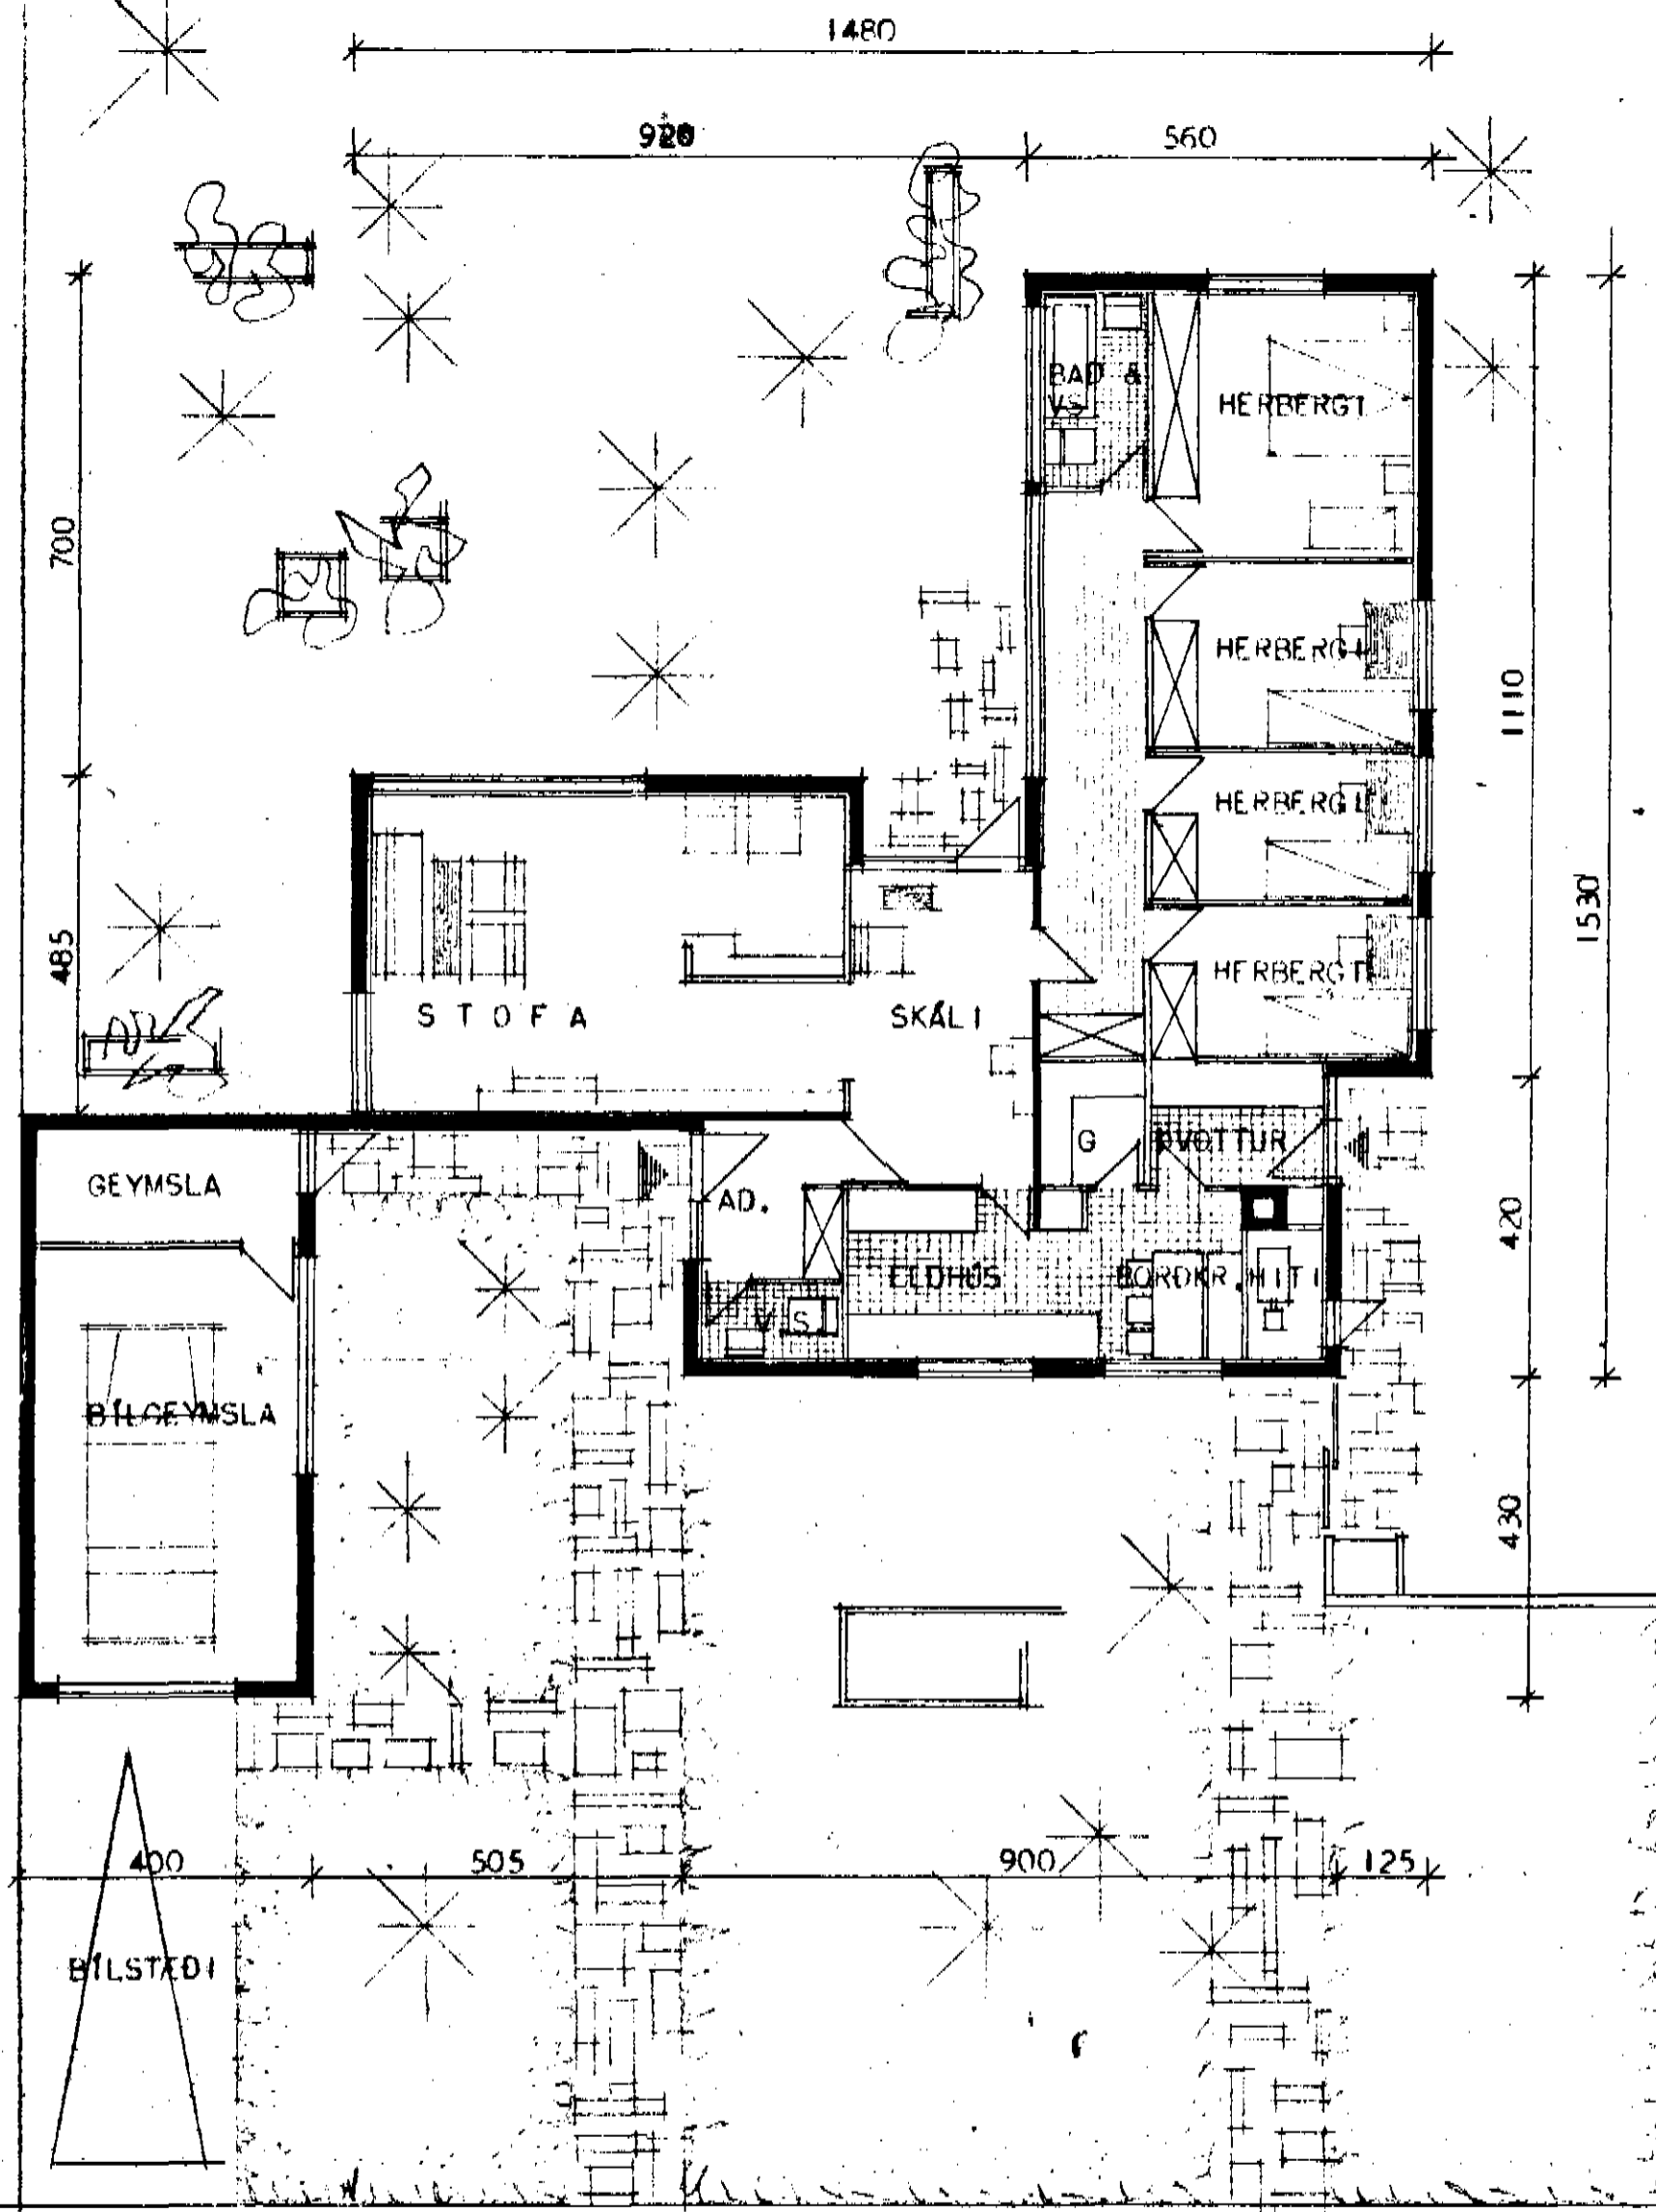 1480
920
560
BAÐ &
VS
HERBERGI
700
HERBERGI
1110
HERBERGI
1530
485
HERBERGI
STOFA
SKÁLI
G
ÞVOTTUR
GEYMSLA
AD.
420
ELDHÚS
BORÐKR.
HITI
V.S.
BÍLGEYMSLA
430
400
505
900
125
BÍLSTÆÐI